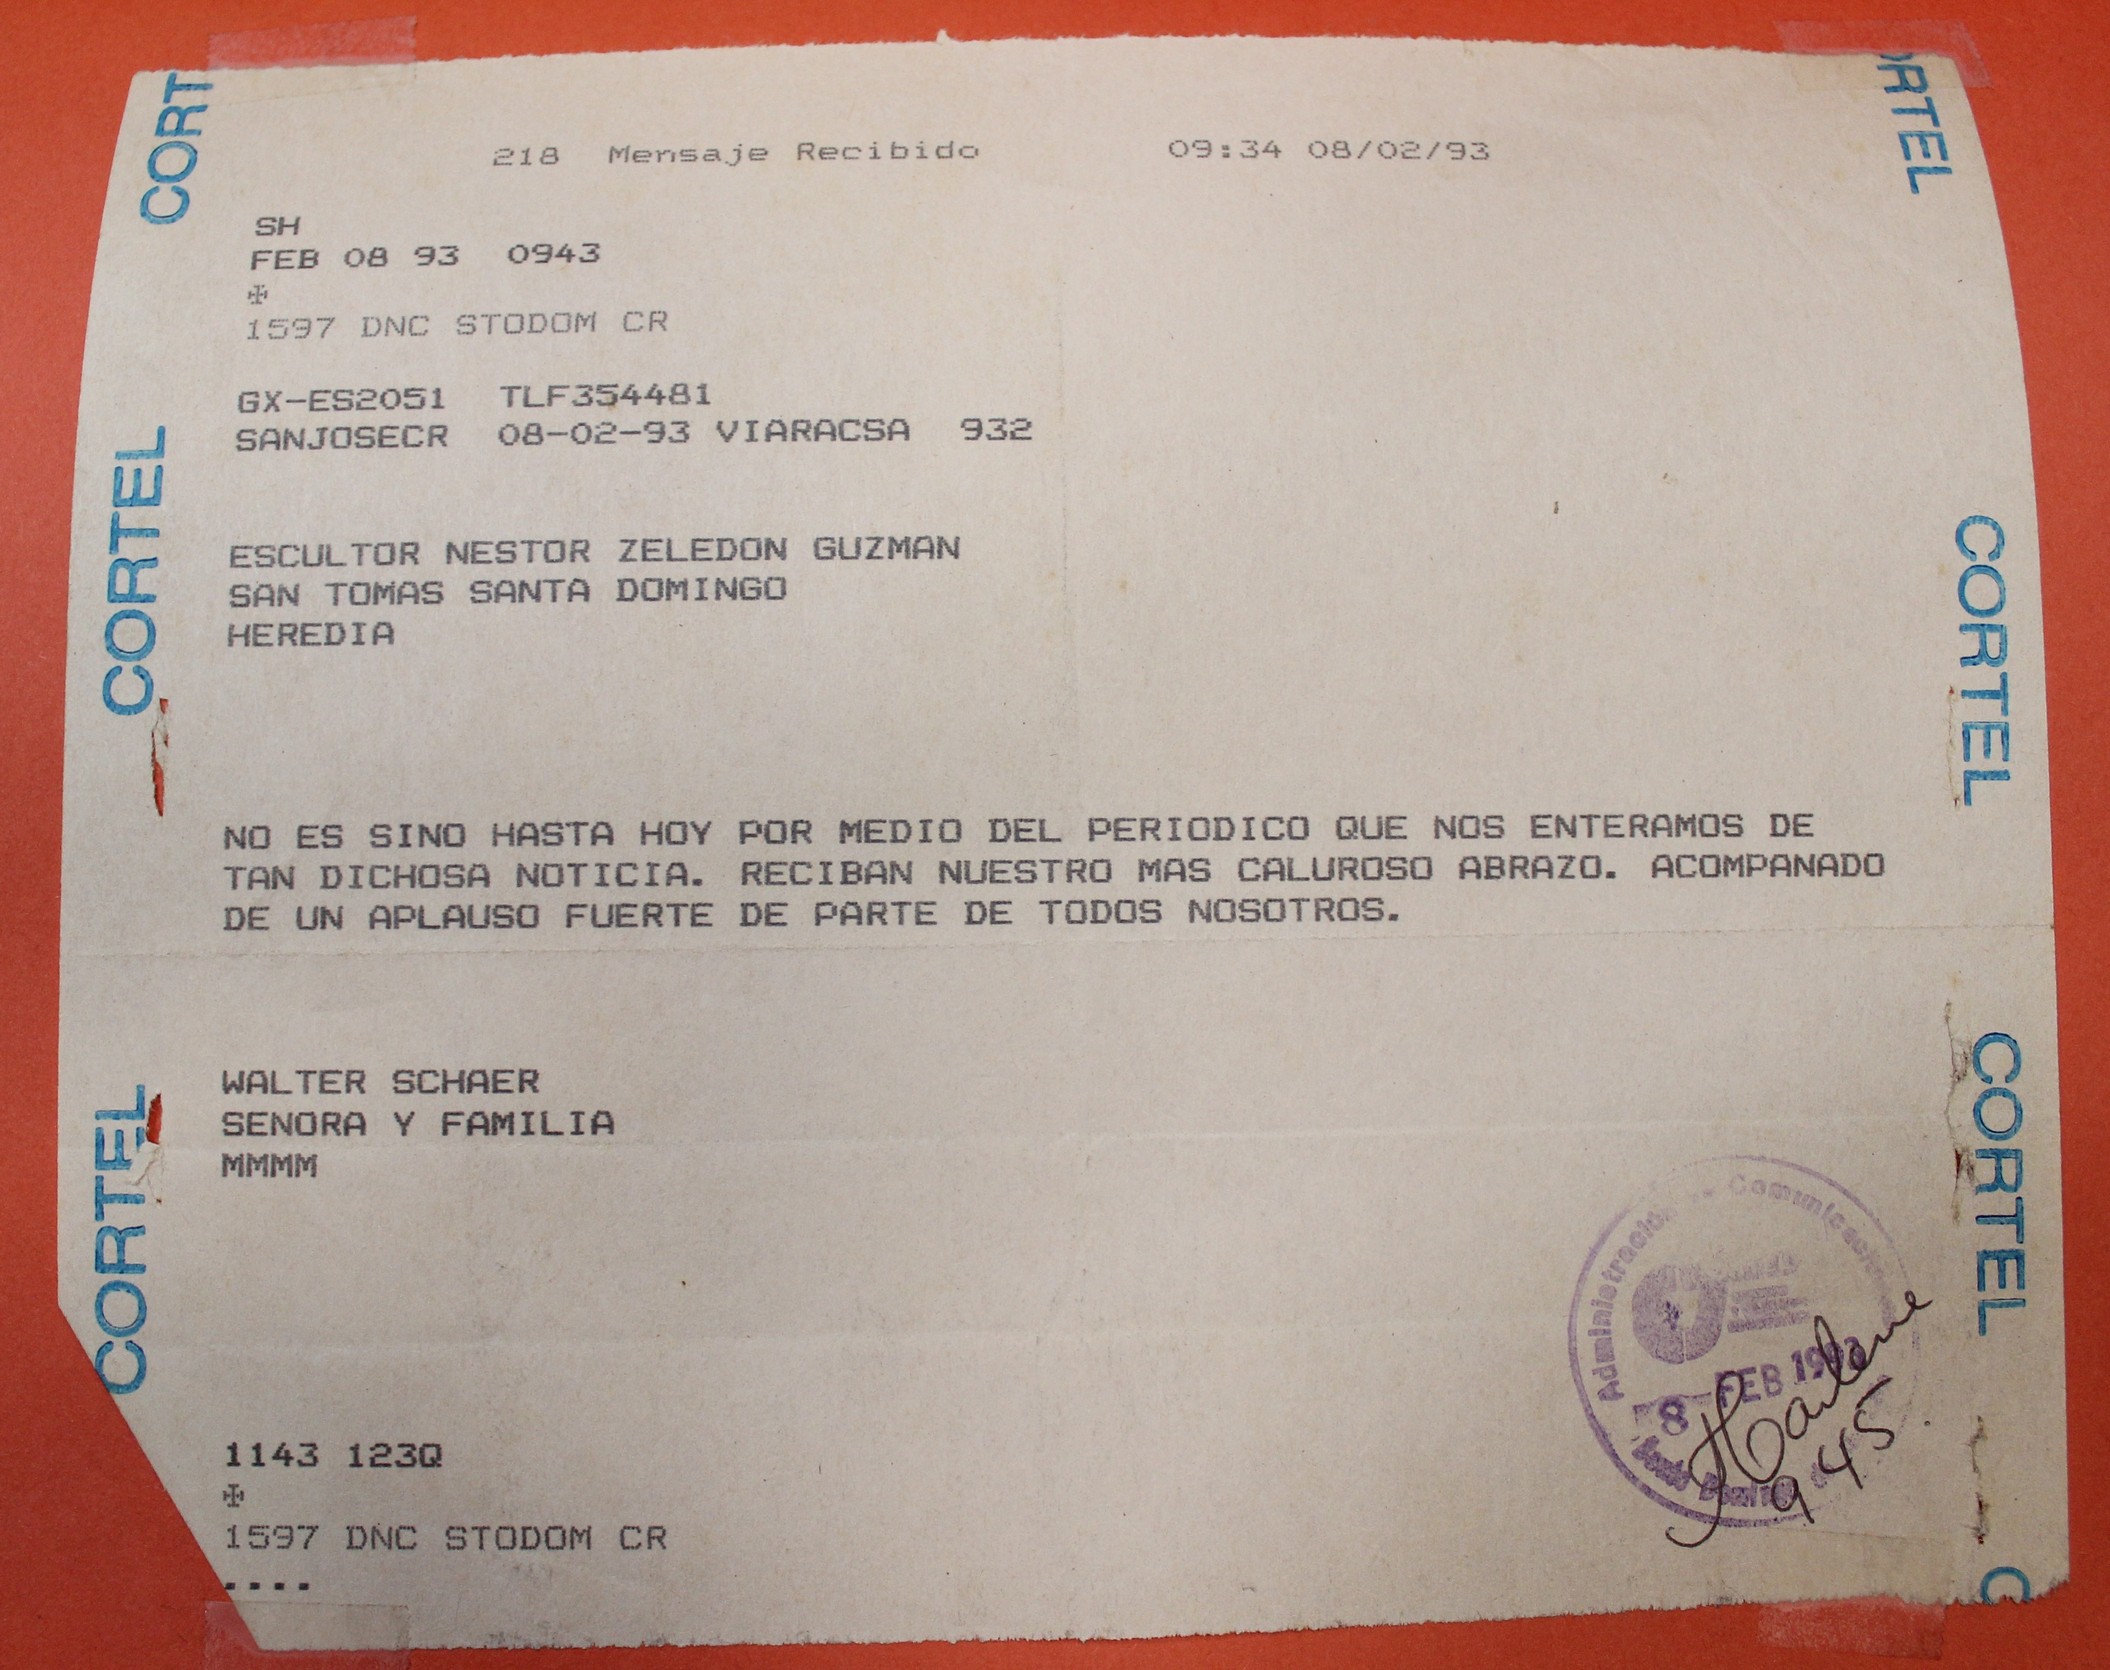 218 Mensaje Recibido 09:34 08/02/93
SH
FEB 08 93 0943
✠
1597 DNC STODOM CR
GX-ES2051 TLF354481
SANJOSECR 08-02-93 VIARACSA 932
ESCULTOR NESTOR ZELEDON GUZMAN
SAN TOMAS SANTA DOMINGO
HEREDIA
NO ES SINO HASTA HOY POR MEDIO DEL PERIODICO QUE NOS ENTERAMOS DE
TAN DICHOSA NOTICIA. RECIBAN NUESTRO MAS CALUROSO ABRAZO. ACOMPANADO
DE UN APLAUSO FUERTE DE PARTE DE TODOS NOSOTROS.
WALTER SCHAER
SENORA Y FAMILIA
MMMM
1143 123Q
✠
1597 DNC STODOM CR
....
CORT
CORTEL
CORTEL
ORTEL
CORTEL
CORTEL
C
Administración
8 FEB 1993
945